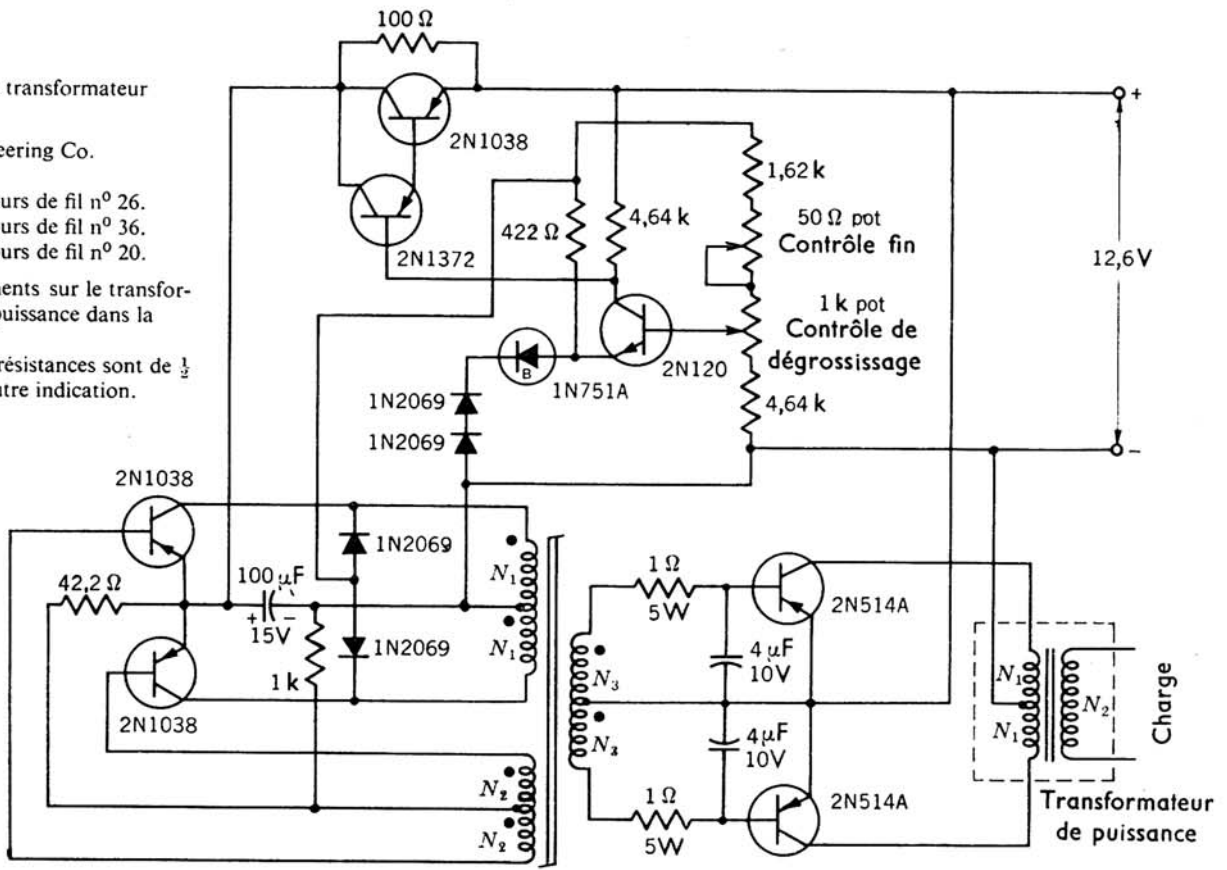 transformateur
eering Co.
urs de fil nº 26.
urs de fil nº 36.
urs de fil nº 20.
ments sur le transfor-
puissance dans la
résistances sont de ½
utre indication.
100 Ω
2N1038
2N1372
422 Ω
4,64 k
1,62 k
50 Ω pot
Contrôle fin
1 k pot
Contrôle de
dégrossissage
4,64 k
2N120
B
1N751A
1N2069
1N2069
+
12,6V
−
2N1038
42,2 Ω
100 µF
+ −
15V
1 k
2N1038
1N2069
1N2069
N₁
N₁
N₂
N₂
N₃
N₃
1 Ω
5W
4 µF
10V
4 µF
10V
1 Ω
5W
2N514A
2N514A
N₁
N₁
N₂
Charge
Transformateur
de puissance